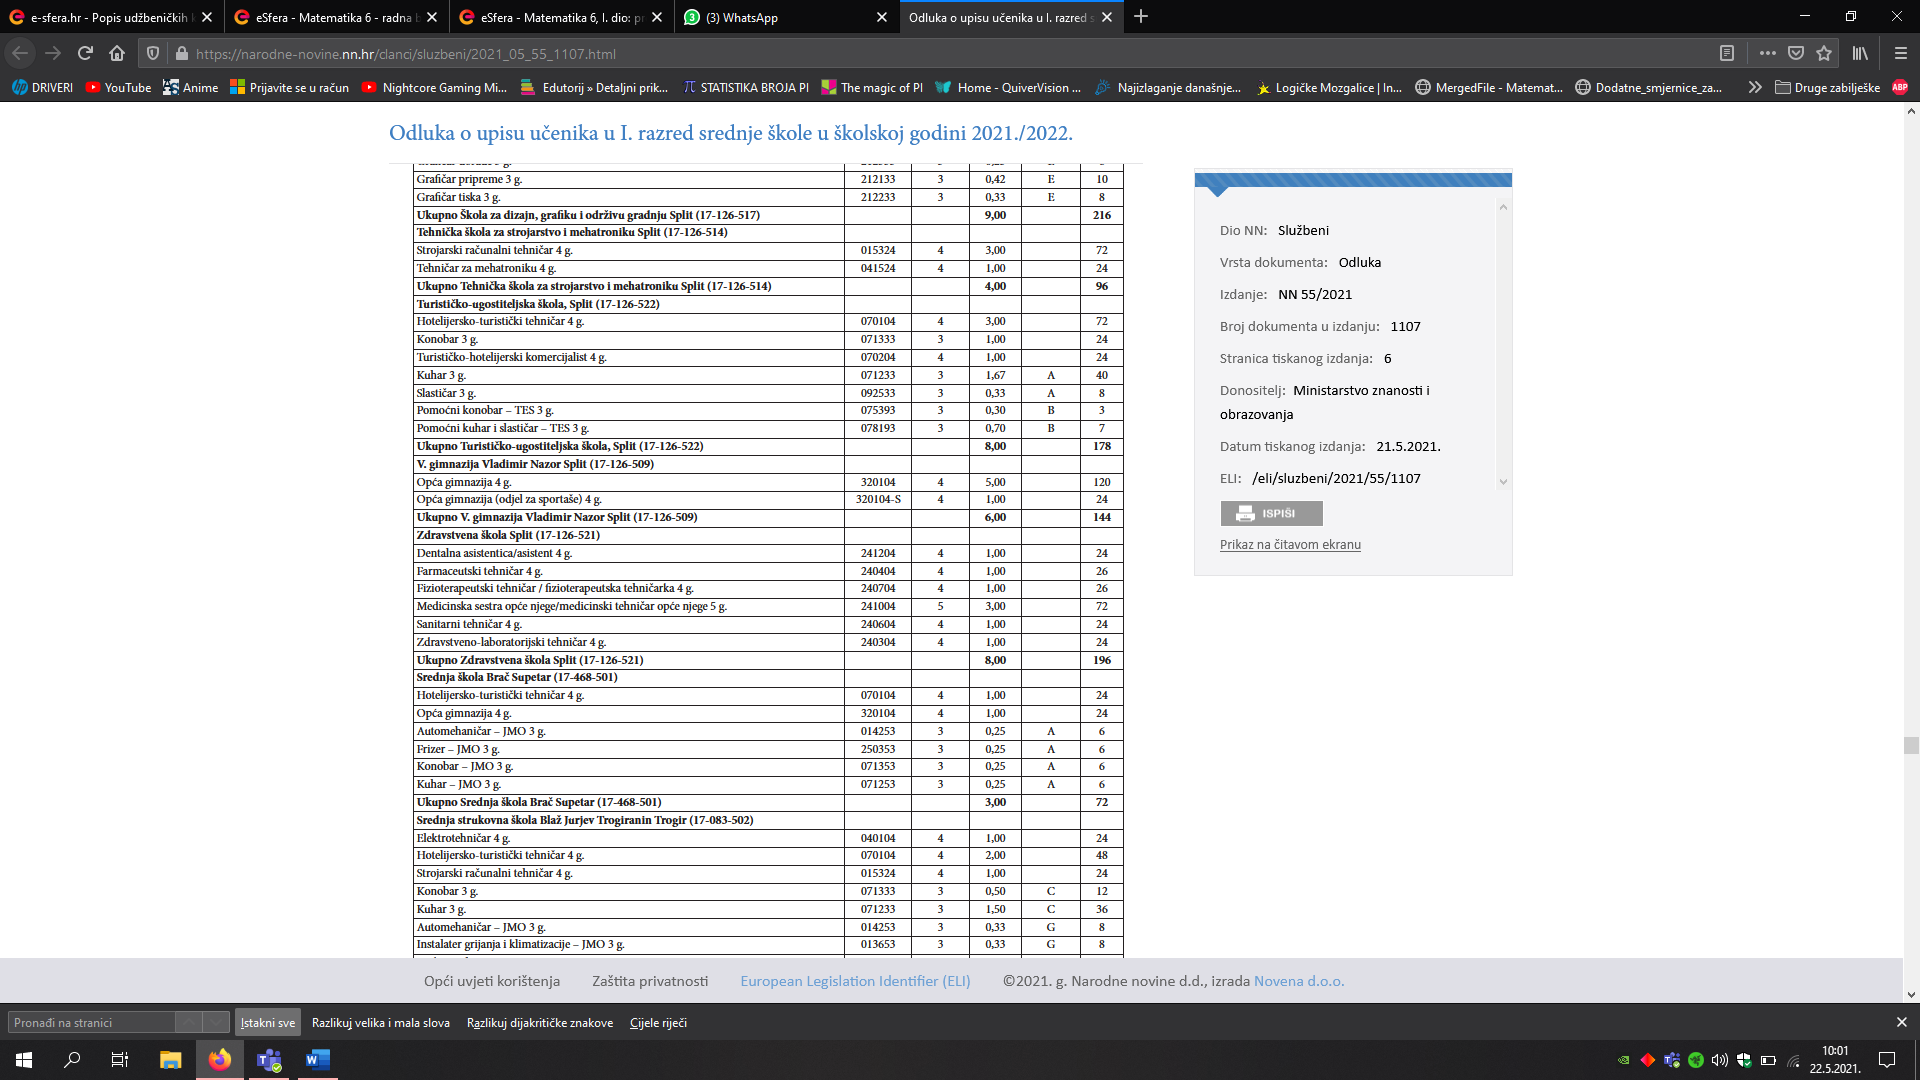 e-sfera.hr - Popis udžbeničkih
eSfera - Matematika 6 - radna b
eSfera - Matematika 6, I. dio: pr
(3) WhatsApp
Odluka o upisu učenika u I. razred s
https://narodne-novine.nn.hr/clanci/sluzbeni/2021_05_55_1107.html
DRIVERI YouTube Anime Prijavite se u račun Nightcore Gaming Mi... Edutorij » Detaljni prik... STATISTIKA BROJA PI The magic of PI Home - QuiverVision ... Najizlaganje današnje... Logičke Mozgalice | In... MergedFile - Matemat... Dodatne_smjernice_za... Druge zabilješke ABP
Odluka o upisu učenika u I. razred srednje škole u školskoj godini 2021./2022.
Grafičar pripreme 3 g. 212133 3 0,42 E 10
Grafičar tiska 3 g. 212233 3 0,33 E 8
Ukupno Škola za dizajn, grafiku i održivu gradnju Split (17-126-517) 9,00 216
Tehnička škola za strojarstvo i mehatroniku Split (17-126-514)
Strojarski računalni tehničar 4 g. 015324 4 3,00 72
Tehničar za mehatroniku 4 g. 041524 4 1,00 24
Ukupno Tehnička škola za strojarstvo i mehatroniku Split (17-126-514) 4,00 96
Turističko-ugostiteljska škola, Split (17-126-522)
Hotelijersko-turistički tehničar 4 g. 070104 4 3,00 72
Konobar 3 g. 071333 3 1,00 24
Turističko-hotelijerski komercijalist 4 g. 070204 4 1,00 24
Kuhar 3 g. 071233 3 1,67 A 40
Slastičar 3 g. 092533 3 0,33 A 8
Pomoćni konobar – TES 3 g. 075393 3 0,30 B 3
Pomoćni kuhar i slastičar – TES 3 g. 078193 3 0,70 B 7
Ukupno Turističko-ugostiteljska škola, Split (17-126-522) 8,00 178
V. gimnazija Vladimir Nazor Split (17-126-509)
Opća gimnazija 4 g. 320104 4 5,00 120
Opća gimnazija (odjel za sportaše) 4 g. 320104-S 4 1,00 24
Ukupno V. gimnazija Vladimir Nazor Split (17-126-509) 6,00 144
Zdravstvena škola Split (17-126-521)
Dentalna asistentica/asistent 4 g. 241204 4 1,00 24
Farmaceutski tehničar 4 g. 240404 4 1,00 26
Fizioterapeutski tehničar / fizioterapeutska tehničarka 4 g. 240704 4 1,00 26
Medicinska sestra opće njege/medicinski tehničar opće njege 5 g. 241004 5 3,00 72
Sanitarni tehničar 4 g. 240604 4 1,00 24
Zdravstveno-laboratorijski tehničar 4 g. 240304 4 1,00 24
Ukupno Zdravstvena škola Split (17-126-521) 8,00 196
Srednja škola Brač Supetar (17-468-501)
Hotelijersko-turistički tehničar 4 g. 070104 4 1,00 24
Opća gimnazija 4 g. 320104 4 1,00 24
Automehaničar – JMO 3 g. 014253 3 0,25 A 6
Frizer – JMO 3 g. 250353 3 0,25 A 6
Konobar – JMO 3 g. 071353 3 0,25 A 6
Kuhar – JMO 3 g. 071253 3 0,25 A 6
Ukupno Srednja škola Brač Supetar (17-468-501) 3,00 72
Srednja strukovna škola Blaž Jurjev Trogiranin Trogir (17-083-502)
Elektrotehničar 4 g. 040104 4 1,00 24
Hotelijersko-turistički tehničar 4 g. 070104 4 2,00 48
Strojarski računalni tehničar 4 g. 015324 4 1,00 24
Konobar 3 g. 071333 3 0,50 C 12
Kuhar 3 g. 071233 3 1,50 C 36
Automehaničar – JMO 3 g. 014253 3 0,33 G 8
Instalater grijanja i klimatizacije – JMO 3 g. 013653 3 0,33 G 8
Dio NN: Službeni
Vrsta dokumenta: Odluka
Izdanje: NN 55/2021
Broj dokumenta u izdanju: 1107
Stranica tiskanog izdanja: 6
Donositelj: Ministarstvo znanosti i
obrazovanja
Datum tiskanog izdanja: 21.5.2021.
ELI: /eli/sluzbeni/2021/55/1107
ISPIŠI
Prikaz na čitavom ekranu
Opći uvjeti korištenja Zaštita privatnosti European Legislation Identifier (ELI) ©2021. g. Narodne novine d.d., izrada Novena d.o.o.
Pronađi na stranici Istakni sve Razlikuj velika i mala slova Razlikuj dijakritičke znakove Cijele riječi
10:01
22.5.2021.